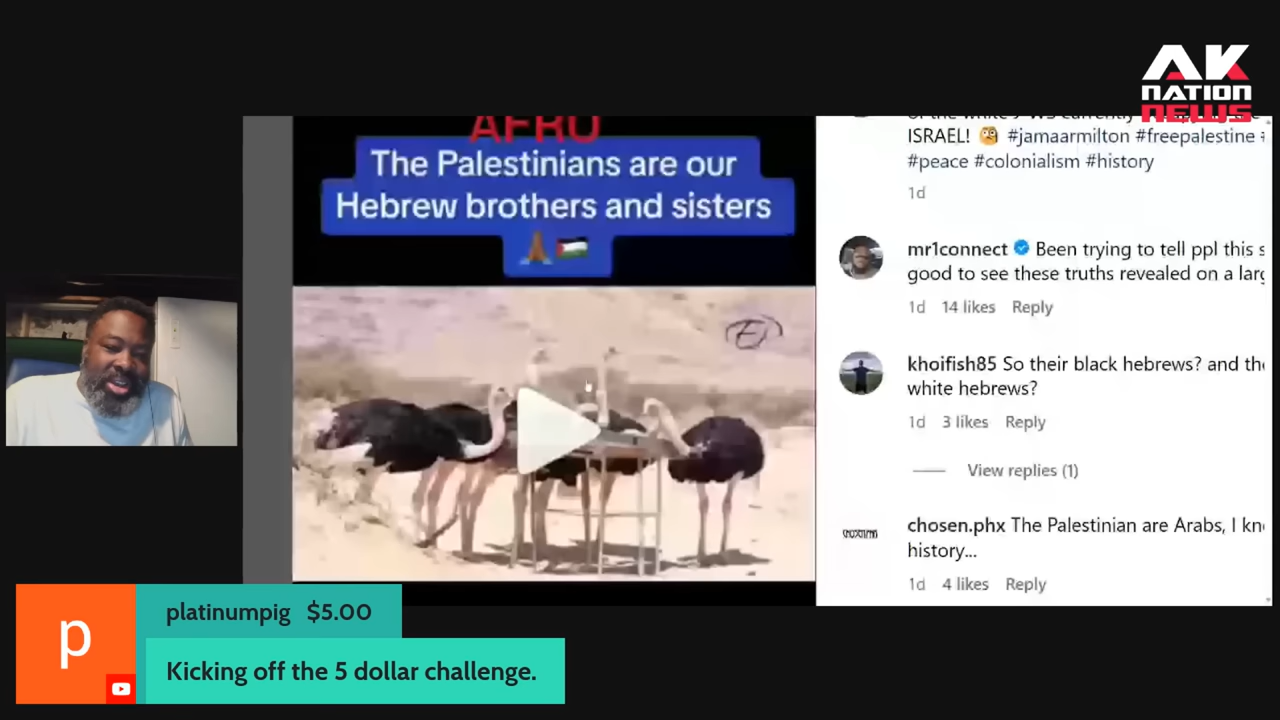 AK
NATION
NEWS
AFRO
The Palestinians are our
Hebrew brothers and sisters
ISRAEL! #jamaarmilton #freepalestine
#peace #colonialism #history
1d
mr1connect Been trying to tell ppl this s
good to see these truths revealed on a larg
1d 14 likes Reply
khoifish85 So their black hebrews? and the
white hebrews?
1d 3 likes Reply
View replies (1)
chosen.phx The Palestinian are Arabs, I kn
history...
1d 4 likes Reply
p
platinumpig $5.00
Kicking off the 5 dollar challenge.